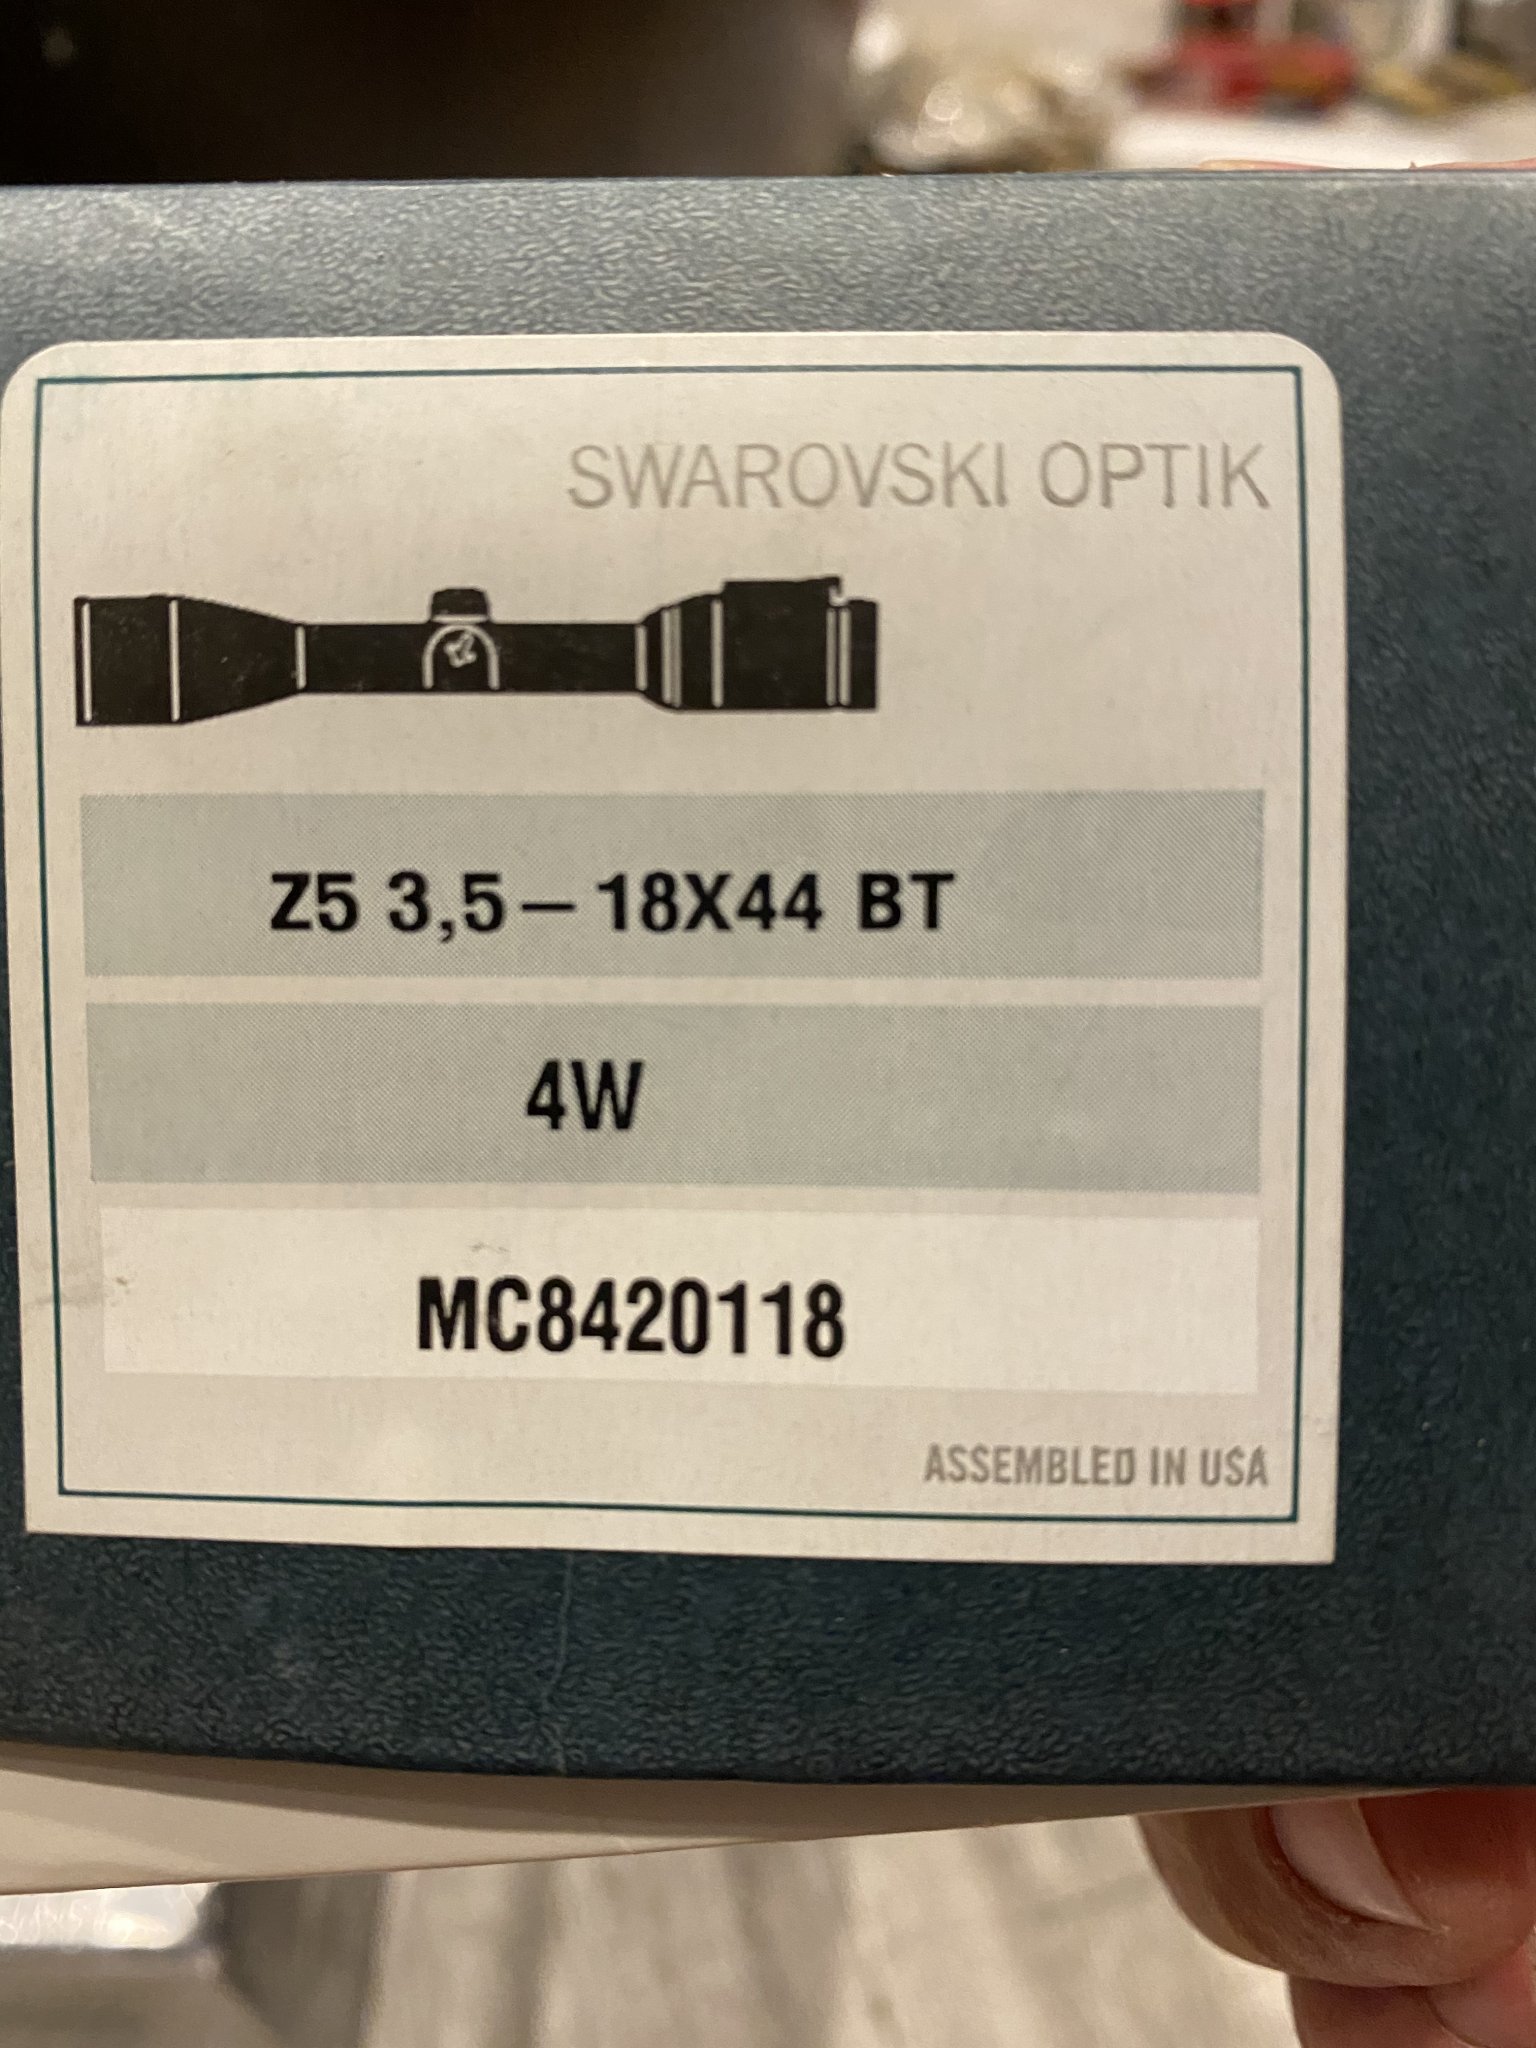 SWAROVSKI OPTIK
Z5 3,5–18X44 BT
4W
MC8420118
ASSEMBLED IN USA